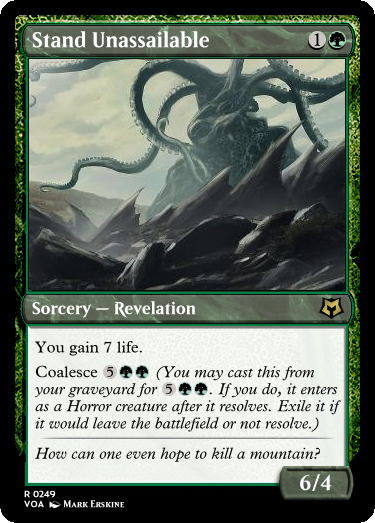 Stand Unassailable 1
Sorcery — Revelation
You gain 7 life.
Coalesce 5 (You may cast this from
your graveyard for 5. If you do, it enters
as a Horror creature after it resolves. Exile it if
it would leave the battlefield or not resolve.)
How can one even hope to kill a mountain?
6/4
R 0249
VOA Mark Erskine